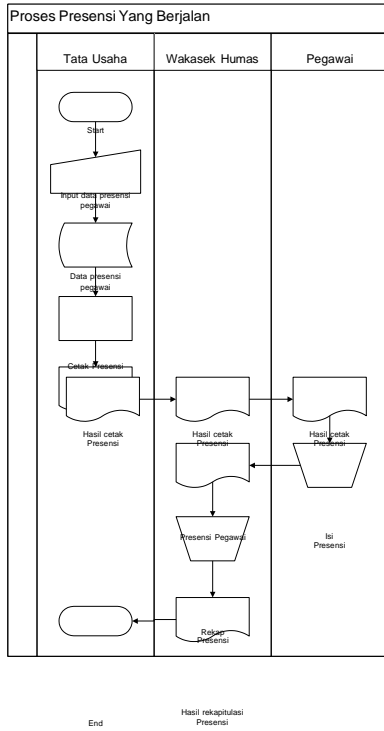 Proses Presensi Yang Berjalan
Tata Usaha
Wakasek Humas
Pegawai
Start
Input data presensi
pegawai
Data presensi
pegawai
Cetak Presensi
Hasil cetak
Presensi
Hasil cetak
Presensi
Hasil cetak
Presensi
Presensi Pegawai
Isi
Presensi
Rekap
Presensi
End
Hasil rekapitulasi
Presensi